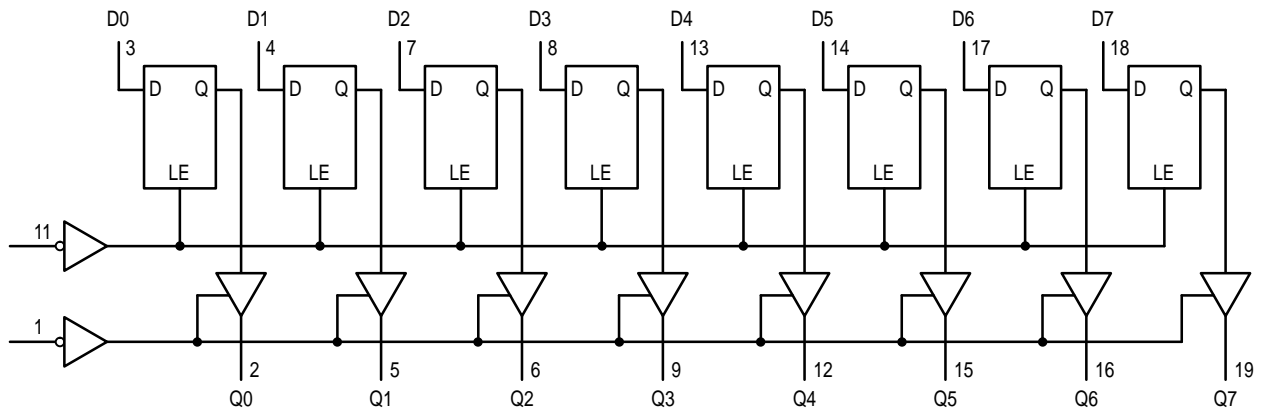 D0 D1 D2 D3 D4 D5 D6 D7
3 4 7 8 13 14 17 18
D Q D Q D Q D Q D Q D Q D Q D Q
LE LE LE LE LE LE LE LE
11
1
2 5 6 9 12 15 16 19
Q0 Q1 Q2 Q3 Q4 Q5 Q6 Q7